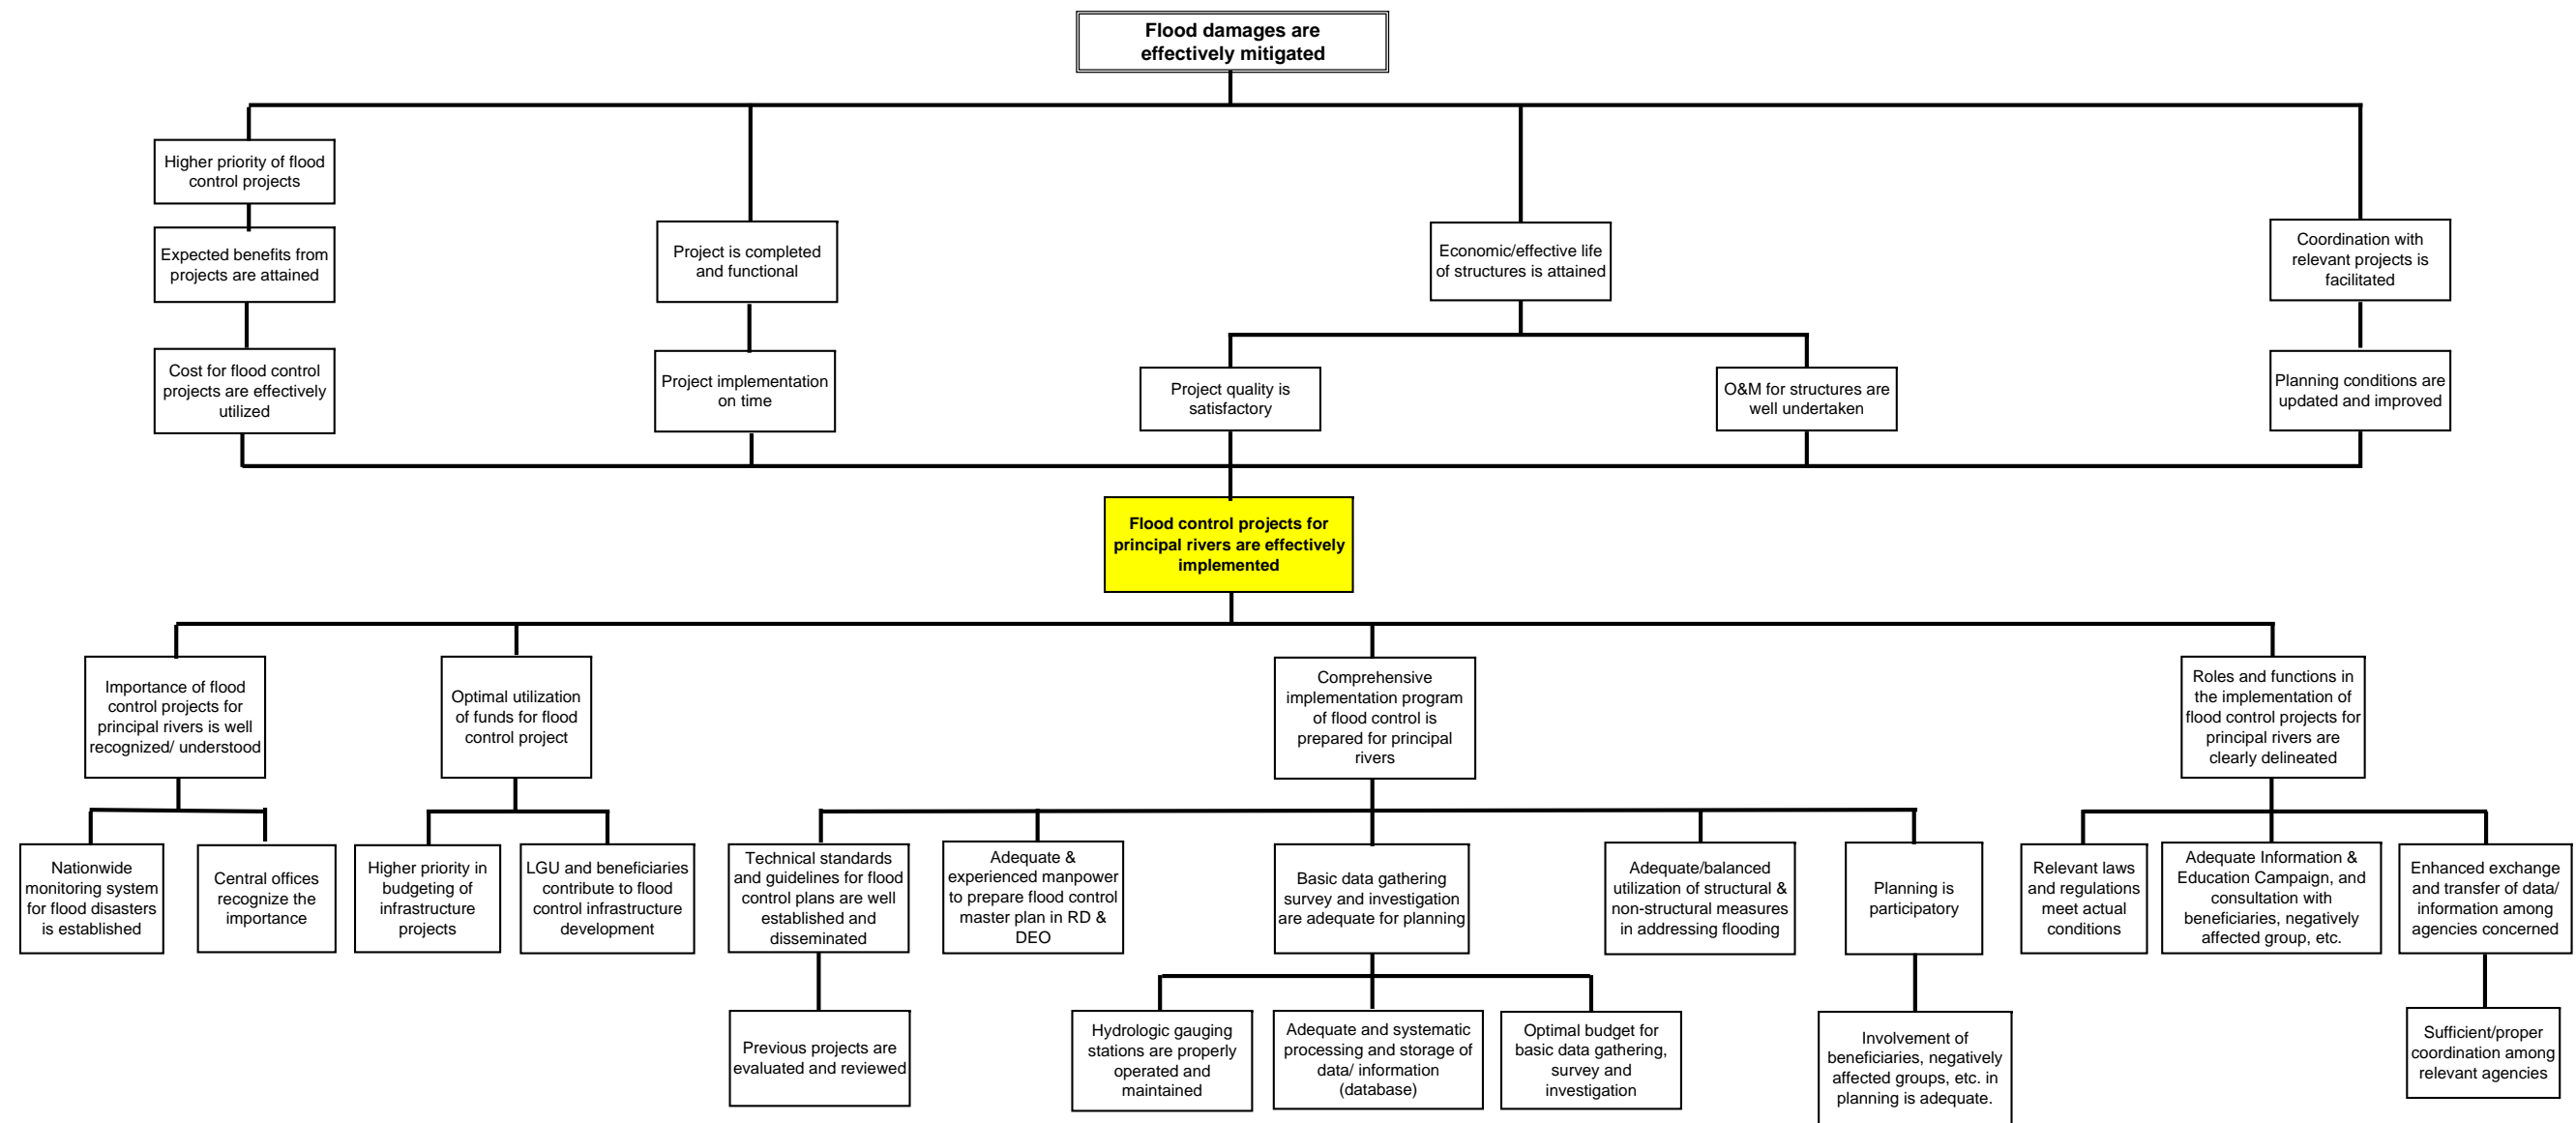 Flood damages are
effectively mitigated
Higher priority of flood
control projects
Expected benefits from
projects are attained
Project is completed
and functional
Economic/effective life
of structures is attained
Coordination with
relevant projects is
facilitated
Cost for flood control
projects are effectively
utilized
Project implementation
on time
Project quality is
satisfactory
O&M for structures are
well undertaken
Planning conditions are
updated and improved
Flood control projects for
principal rivers are effectively
implemented
Importance of flood
control projects for
principal rivers is well
recognized/ understood
Optimal utilization
of funds for flood
control project
Comprehensive
implementation program
of flood control is
prepared for principal
rivers
Roles and functions in
the implementation of
flood control projects for
principal rivers are
clearly delineated
Nationwide
monitoring system
for flood disasters
is established
Central offices
recognize the
importance
Higher priority in
budgeting of
infrastructure
projects
LGU and beneficiaries
contribute to flood
control infrastructure
development
Technical standards
and guidelines for flood
control plans are well
established and
disseminated
Adequate &
experienced manpower
to prepare flood control
master plan in RD &
DEO
Basic data gathering
survey and investigation
are adequate for planning
Adequate/balanced
utilization of structural &
non-structural measures
in addressing flooding
Planning is
participatory
Relevant laws
and regulations
meet actual
conditions
Adequate Information &
Education Campaign, and
consultation with
beneficiaries, negatively
affected group, etc.
Enhanced exchange
and transfer of data/
information among
agencies concerned
Previous projects are
evaluated and reviewed
Hydrologic gauging
stations are properly
operated and
maintained
Adequate and systematic
processing and storage of
data/ information
(database)
Optimal budget for
basic data gathering,
survey and
investigation
Involvement of
beneficiaries, negatively
affected groups, etc. in
planning is adequate.
Sufficient/proper
coordination among
relevant agencies